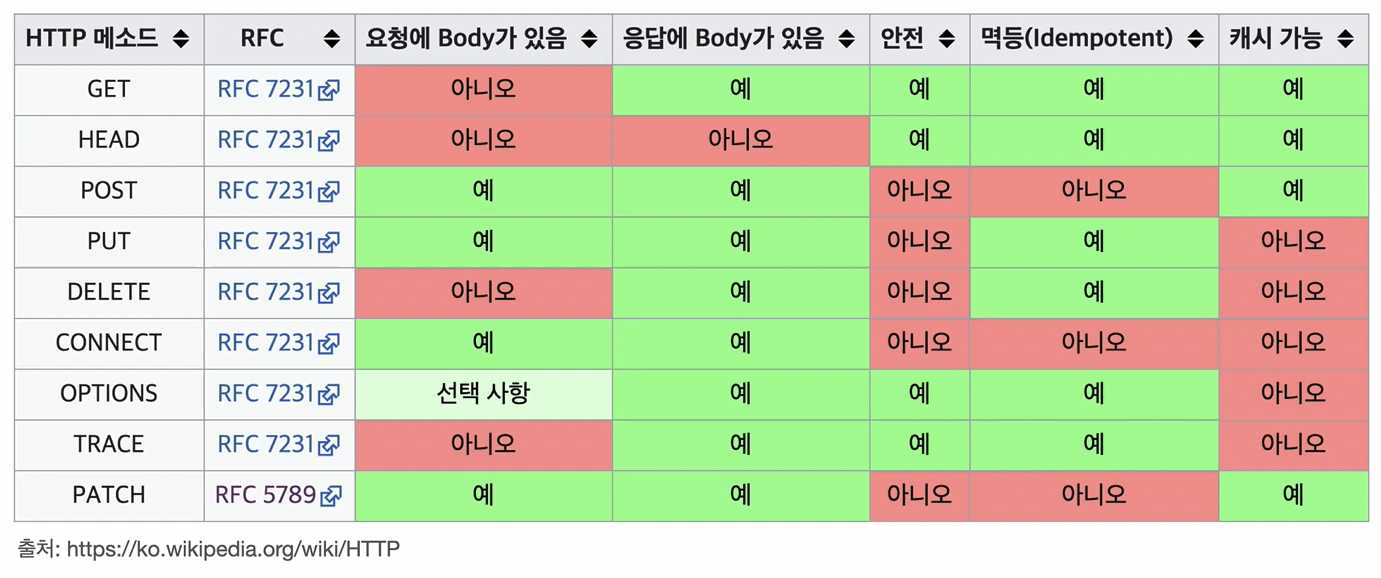 HTTP 메소드 RFC 요청에 Body가 있음 응답에 Body가 있음 안전 멱등(Idempotent) 캐시 가능
GET RFC 7231 아니오 예 예 예 예
HEAD RFC 7231 아니오 아니오 예 예 예
POST RFC 7231 예 예 아니오 아니오 예
PUT RFC 7231 예 예 아니오 예 아니오
DELETE RFC 7231 아니오 예 아니오 예 아니오
CONNECT RFC 7231 예 예 아니오 아니오 아니오
OPTIONS RFC 7231 선택 사항 예 예 예 아니오
TRACE RFC 7231 아니오 예 예 예 아니오
PATCH RFC 5789 예 예 아니오 아니오 예
출처: https://ko.wikipedia.org/wiki/HTTP